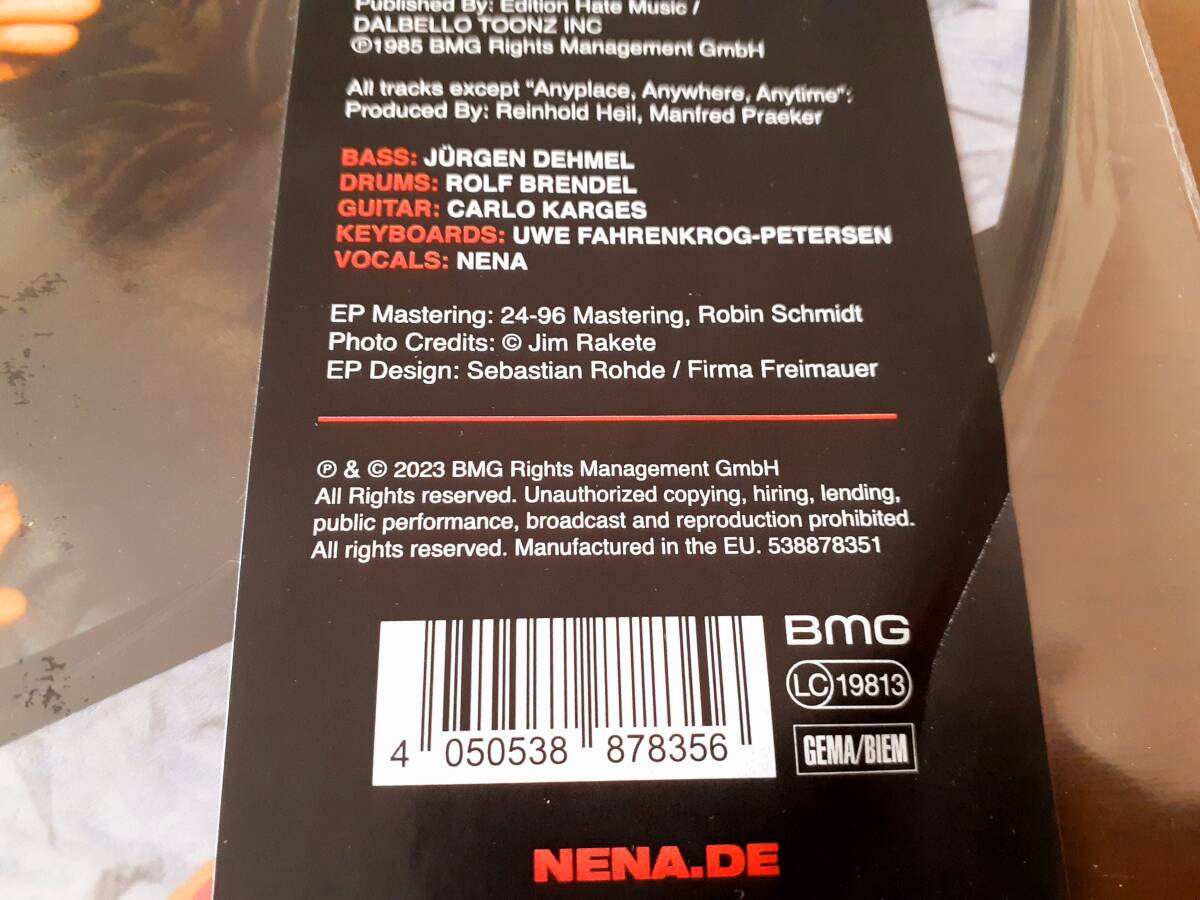 Published By: Edition Hate Music /
DALBELLO TOONZ INC
℗1985 BMG Rights Management GmbH
All tracks except "Anyplace, Anywhere, Anytime":
Produced By: Reinhold Heil, Manfred Praeker
BASS: JÜRGEN DEHMEL
DRUMS: ROLF BRENDEL
GUITAR: CARLO KARGES
KEYBOARDS: UWE FAHRENKROG-PETERSEN
VOCALS: NENA
EP Mastering: 24-96 Mastering, Robin Schmidt
Photo Credits: © Jim Rakete
EP Design: Sebastian Rohde / Firma Freimauer
℗ & © 2023 BMG Rights Management GmbH
All Rights reserved. Unauthorized copying, hiring, lending,
public performance, broadcast and reproduction prohibited.
All rights reserved. Manufactured in the EU. 538878351
BMG
LC 19813
GEMA/BIEM
4 050538 878356
NENA.DE